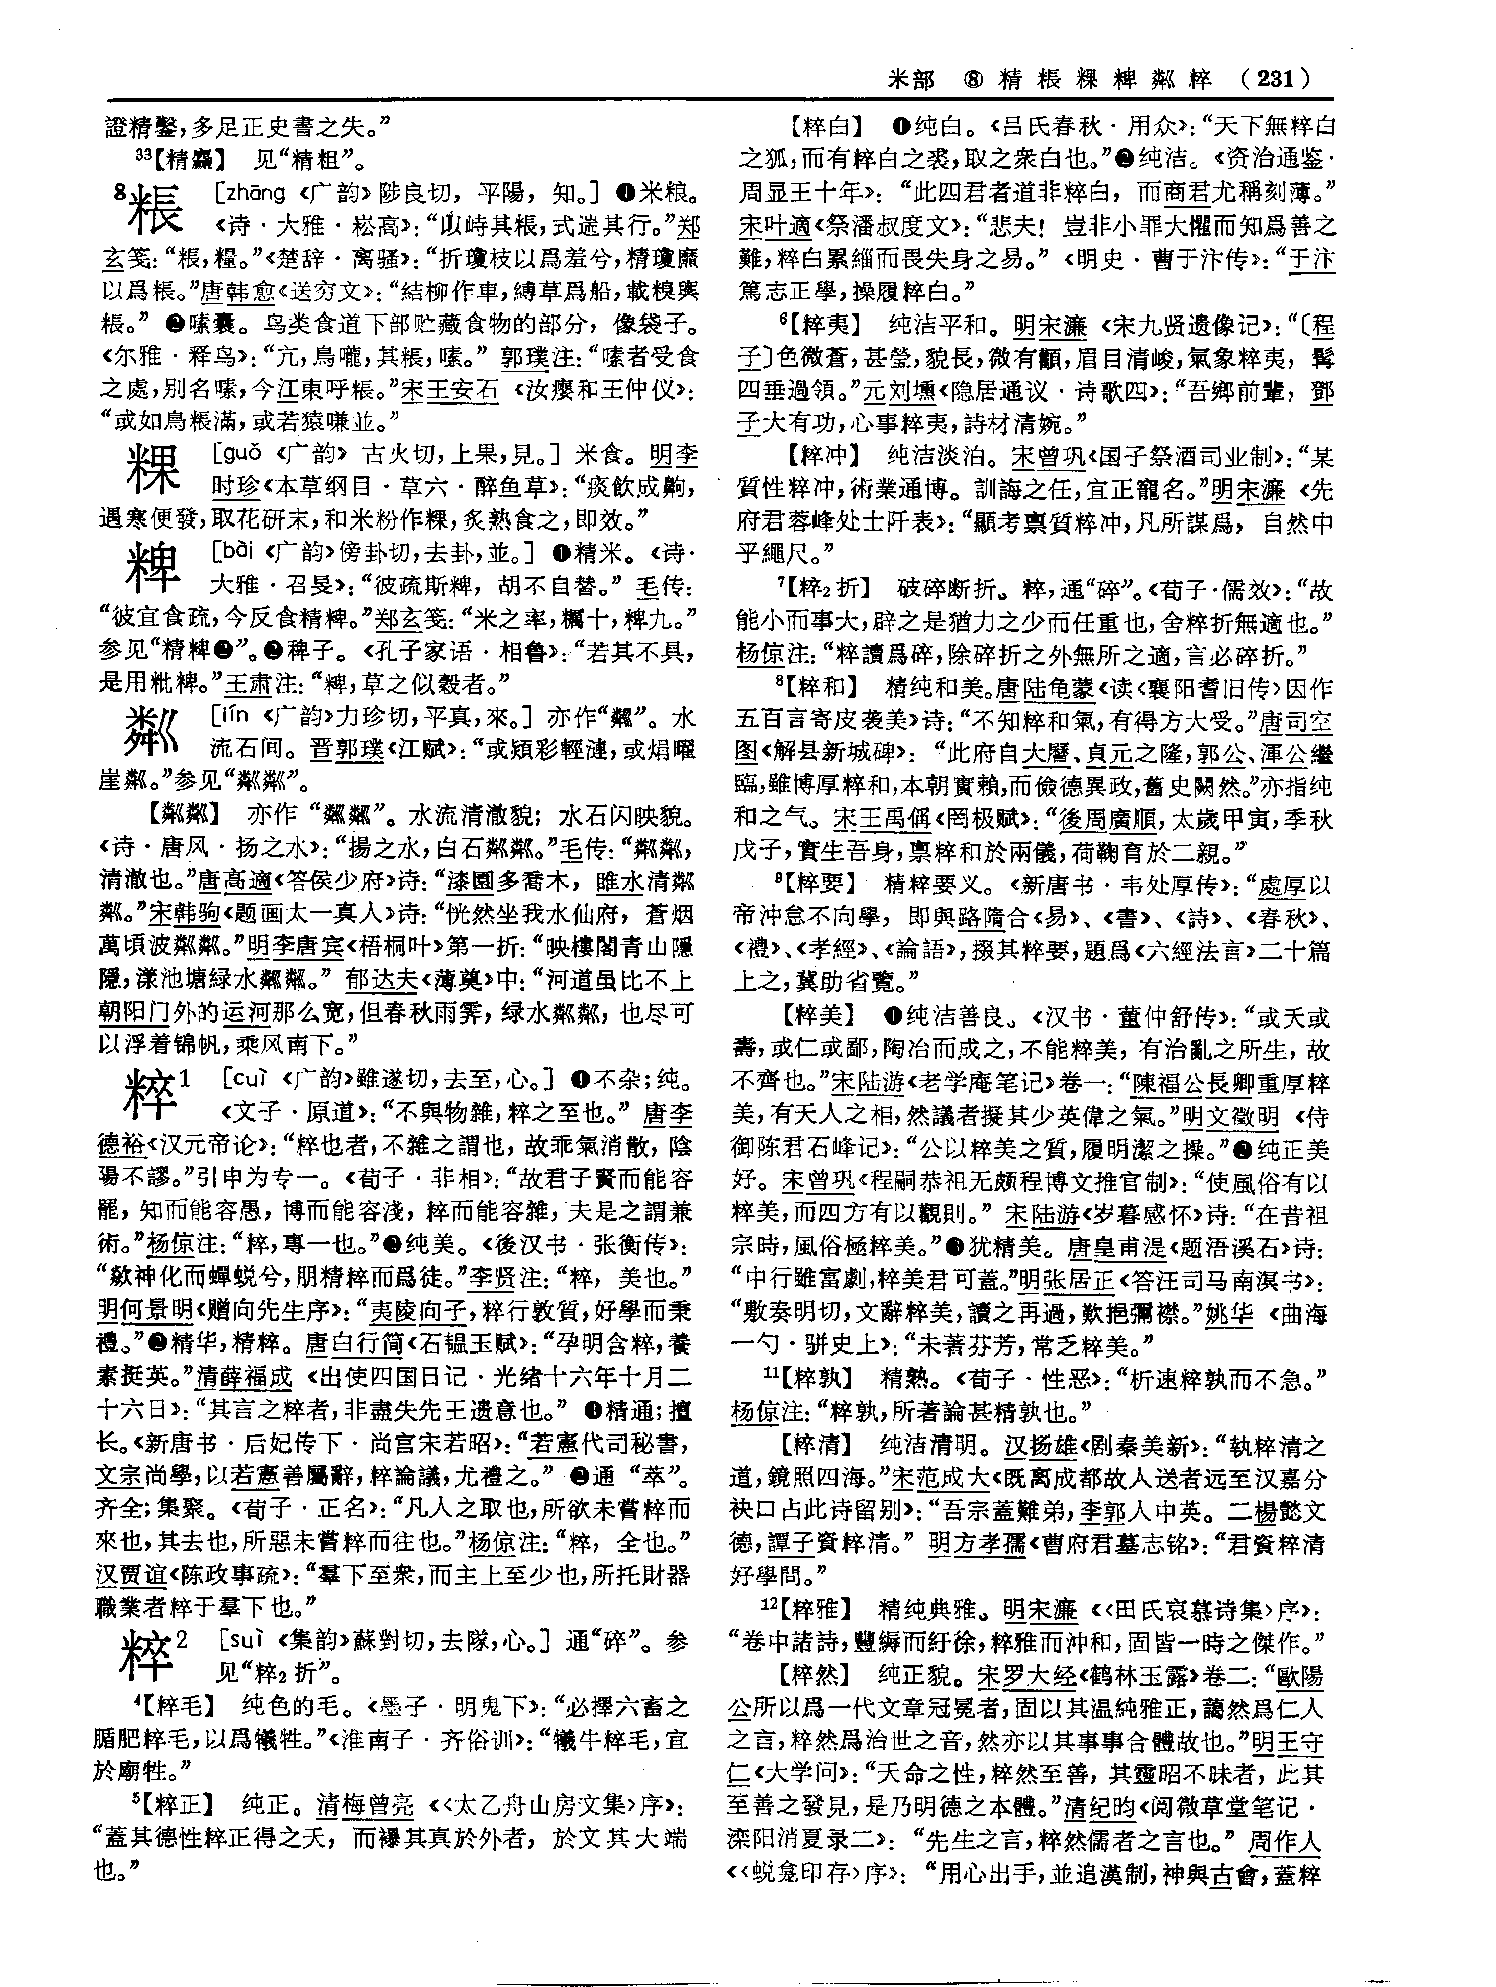 米部 ⑧ 精粻粿粺粼粹 (231)
證精鑿，多足正史書之失。”
³³【精麤】 见“精粗”。
8粻 [zhāng 《广韵》陟良切，平陽，知。] ❶米粮。
《诗·大雅·崧高》：“以峙其粻，式遄其行。”郑
玄笺：“粻，糧。”《楚辞·离骚》：“折瓊枝以爲羞兮，精瓊爢
以爲粻。”唐韩愈《送穷文》：“結柳作車，縛草爲船，載糗輿
粻。” ❷嗉囊。鸟类食道下部贮藏食物的部分，像袋子。
《尔雅·释鸟》：“亢，鳥嚨，其粻，嗉。” 郭璞注：“嗉者受食
之處，别名嗉，今江東呼粻。”宋王安石《汝瘿和王仲仪》：
“或如鳥粻滿，或若猿嗛並。”
粿 [guǒ 《广韵》古火切，上果，見。] 米食。明李
时珍《本草纲目·草六·醉鱼草》：“痰飲成齁，
遇寒便發，取花研末，和米粉作粿，炙熟食之，即效。”
粺 [bài 《广韵》傍卦切，去卦，並。] ❶精米。《诗·
大雅·召旻》：“彼疏斯粺，胡不自替。” 毛传：
“彼宜食疏，今反食精粺。”郑玄笺：“米之率，糲十，粺九。”
参见“精粺❷”。❷稗子。《孔子家语·相鲁》：“若其不具，
是用粃粺。”王肃注：“粺，草之似穀者。”
粼 [lín 《广韵》力珍切，平真，來。] 亦作“粼”。水
流石间。晋郭璞《江赋》：“或頴彩輕漣，或焆曜
崖粼。”参见“粼粼”。
【粼粼】 亦作“粼粼”。水流清澈貌；水石闪映貌。
《诗·唐风·扬之水》：“揚之水，白石粼粼。”毛传：“粼粼，
清澈也。”唐高適《答侯少府》诗：“漆園多喬木，睢水清粼
粼。”宋韩驹《题画太一真人》诗：“恍然坐我水仙府，蒼烟
萬頃波粼粼。”明李唐宾《梧桐叶》第一折：“映樓閣青山隱
隱，漾池塘緑水粼粼。” 郁达夫《薄奠》中：“河道虽比不上
朝阳门外的运河那么宽，但春秋雨霁，绿水粼粼，也尽可
以浮着锦帆，乘风南下。”
粹1 [cuì 《广韵》雖遂切，去至，心。] ❶不杂；纯。
《文子·原道》：“不與物雜，粹之至也。” 唐李
德裕《汉元帝论》：“粹也者，不雜之謂也，故乖氣消散，陰
陽不謬。”引申为专一。《荀子·非相》：“故君子賢而能容
罷，知而能容愚，博而能容淺，粹而能容雜，夫是之謂兼
術。”杨倞注：“粹，專一也。”❷纯美。《後汉书·张衡传》：
“欻神化而蟬蜕兮，朋精粹而爲徒。”李贤注：“粹，美也。”
明何景明《赠向先生序》：“夷陵向子，粹行敦質，好學而秉
禮。”❸精华，精粹。唐白行简《石韫玉赋》：“孕明含粹，養
素挺英。”清薛福成《出使四国日记·光绪十六年十月二
十六日》：“其言之粹者，非盡失先王遺意也。” ❹精通；擅
长。《新唐书·后妃传下·尚宫宋若昭》：“若憲代司秘書，
文宗尚學，以若憲善屬辭，粹論議，尤禮之。” ❺通“萃”。
齐全；集聚。《荀子·正名》：“凡人之取也，所欲未嘗粹而
來也，其去也，所惡未嘗粹而往也。”杨倞注：“粹，全也。”
汉贾谊《陈政事疏》：“羣下至衆，而主上至少也，所托財器
職業者粹于羣下也。”
粹2 [suì 《集韵》蘇對切，去隊，心。] 通“碎”。参
见“粹₂折”。
⁴【粹毛】 纯色的毛。《墨子·明鬼下》：“必擇六畜之
腯肥粹毛，以爲犧牲。”《淮南子·齐俗训》：“犧牛粹毛，宜
於廟牲。”
⁵【粹正】 纯正。清梅曾亮《〈太乙舟山房文集〉序》：
“蓋其德性粹正得之天，而襮其真於外者，於文其大端
也。”
【粹白】 ❶纯白。《吕氏春秋·用众》：“天下無粹白
之狐，而有粹白之裘，取之衆白也。”❷纯洁。《资治通鉴·
周显王十年》：“此四君者道非粹白，而商君尤稱刻薄。”
宋叶適《祭潘叔度文》：“悲夫！豈非小罪大懼而知爲善之
難，粹白累緇而畏失身之易。”《明史·曹于汴传》：“于汴
篤志正學，操履粹白。”
⁶【粹夷】 纯洁平和。明宋濂《宋九贤遗像记》：“〔程
子〕色微蒼，甚瑩，貌長，微有顴，眉目清峻，氣象粹夷，髯
四垂過領。”元刘壎《隐居通议·诗歌四》：“吾鄉前輩，鄧
子大有功，心事粹夷，詩材清婉。”
【粹冲】 纯洁淡泊。宋曾巩《国子祭酒司业制》：“某
質性粹冲，術業通博。訓誨之任，宜正寵名。”明宋濂《先
府君蓉峰处士阡表》：“顯考禀質粹冲，凡所謀爲，自然中
乎繩尺。”
⁷【粹₂折】 破碎断折。粹，通“碎”。《荀子·儒效》：“故
能小而事大，辟之是猶力之少而任重也，舍粹折無適也。”
杨倞注：“粹讀爲碎，除碎折之外無所之適，言必碎折。”
⁸【粹和】 精纯和美。唐陆龟蒙《读〈襄阳耆旧传〉因作
五百言寄皮袭美》诗：“不知粹和氣，有得方大受。”唐司空
图《解县新城碑》：“此府自大曆、貞元之隆，郭公、渾公繼
臨，雖博厚粹和，本朝實賴，而儉德異政，舊史闕然。”亦指纯
和之气。宋王禹偁《罔极赋》：“後周廣順，太歲甲寅，季秋
戊子，實生吾身，禀粹和於兩儀，荷鞠育於二親。”
⁹【粹要】 精粹要义。《新唐书·韦处厚传》：“處厚以
帝沖怠不向學，即與路隋合《易》、《書》、《詩》、《春秋》、
《禮》、《孝經》、《論語》，掇其粹要，題爲《六經法言》二十篇
上之，冀助省覽。”
【粹美】 ❶纯洁善良。《汉书·董仲舒传》：“或夭或
壽，或仁或鄙，陶冶而成之，不能粹美，有治亂之所生，故
不齊也。”宋陆游《老学庵笔记》卷一：“陳福公長卿重厚粹
美，有天人之相，然議者擬其少英偉之氣。”明文徵明《侍
御陈君石峰记》：“公以粹美之質，履明潔之操。”❷纯正美
好。宋曾巩《程嗣恭祖无颇程博文推官制》：“使風俗有以
粹美，而四方有以觀則。” 宋陆游《岁暮感怀》诗：“在昔祖
宗時，風俗極粹美。”❸犹精美。唐皇甫湜《题浯溪石》诗：
“中行雖富劇，粹美君可蓋。”明张居正《答汪司马南溟书》：
“敷奏明切，文辭粹美，讀之再過，歎挹彌襟。”姚华《曲海
一勺·骈史上》：“未著芬芳，常乏粹美。”
¹¹【粹孰】 精熟。《荀子·性恶》：“析速粹孰而不急。”
杨倞注：“粹孰，所著論甚精孰也。”
【粹清】 纯洁清明。汉扬雄《剧秦美新》：“執粹清之
道，鏡照四海。”宋范成大《既离成都故人送者远至汉嘉分
袂口占此诗留别》：“吾宗蓋難弟，李郭人中英。二楊懿文
德，譚子資粹清。” 明方孝孺《曹府君墓志铭》：“君資粹清
好學問。”
¹²【粹雅】 精纯典雅。明宋濂《〈田氏哀慕诗集〉序》：
“卷中諸詩，豐縟而紆徐，粹雅而沖和，固皆一時之傑作。”
【粹然】 纯正貌。宋罗大经《鹤林玉露》卷二：“歐陽
公所以爲一代文章冠冕者，固以其温純雅正，藹然爲仁人
之言，粹然爲治世之音，然亦以其事事合體故也。”明王守
仁《大学问》：“天命之性，粹然至善，其靈昭不昧者，此其
至善之發見，是乃明德之本體。”清纪昀《阅微草堂笔记·
滦阳消夏录二》：“先生之言，粹然儒者之言也。” 周作人
《〈蜕龛印存〉序》：“用心出手，並追漢制，神與古會，蓋粹